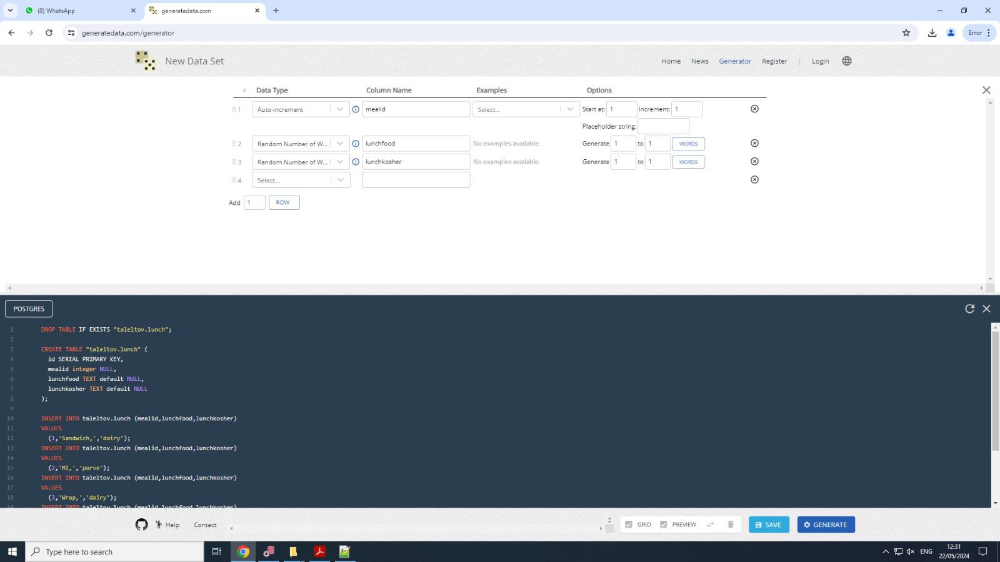 (8) WhatsApp
generatedata.com
generatedata.com/generator
Error
New Data Set
Home News Generator Register | Login
4 Data Type Column Name Examples Options
1 Auto-increment mealid Select... Start at: 1 Increment: 1
Placeholder string:
2 Random Number of W... lunchfood No examples available. Generate 1 to 1 WORDS
3 Random Number of W... lunchkosher No examples available. Generate 1 to 1 WORDS
4 Select...
Add 1 ROW
POSTGRES
1 DROP TABLE IF EXISTS "taleltov.lunch";
2
3 CREATE TABLE "taleltov.lunch" (
4 id SERIAL PRIMARY KEY,
5 mealid integer NULL,
6 lunchfood TEXT default NULL,
7 lunchkosher TEXT default NULL
8 );
9
10 INSERT INTO taleltov.lunch (mealid,lunchfood,lunchkosher)
11 VALUES
12 (1,'Sandwich,','dairy');
13 INSERT INTO taleltov.lunch (mealid,lunchfood,lunchkosher)
14 VALUES
15 (2,'Mi,','parve');
16 INSERT INTO taleltov.lunch (mealid,lunchfood,lunchkosher)
17 VALUES
18 (3,'Wrap,','dairy');
19 INSERT INTO taleltov.lunch (mealid,lunchfood,lunchkosher)
Help Contact GRID PREVIEW SAVE GENERATE
Type here to search ENG 12:31
22/05/2024